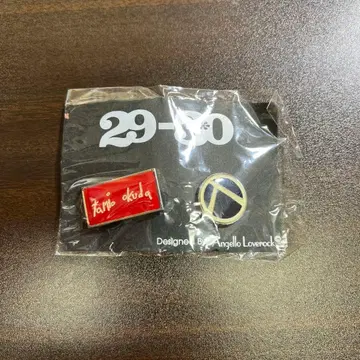 29-30
Tamio okuda
Designed by Angello Loverock